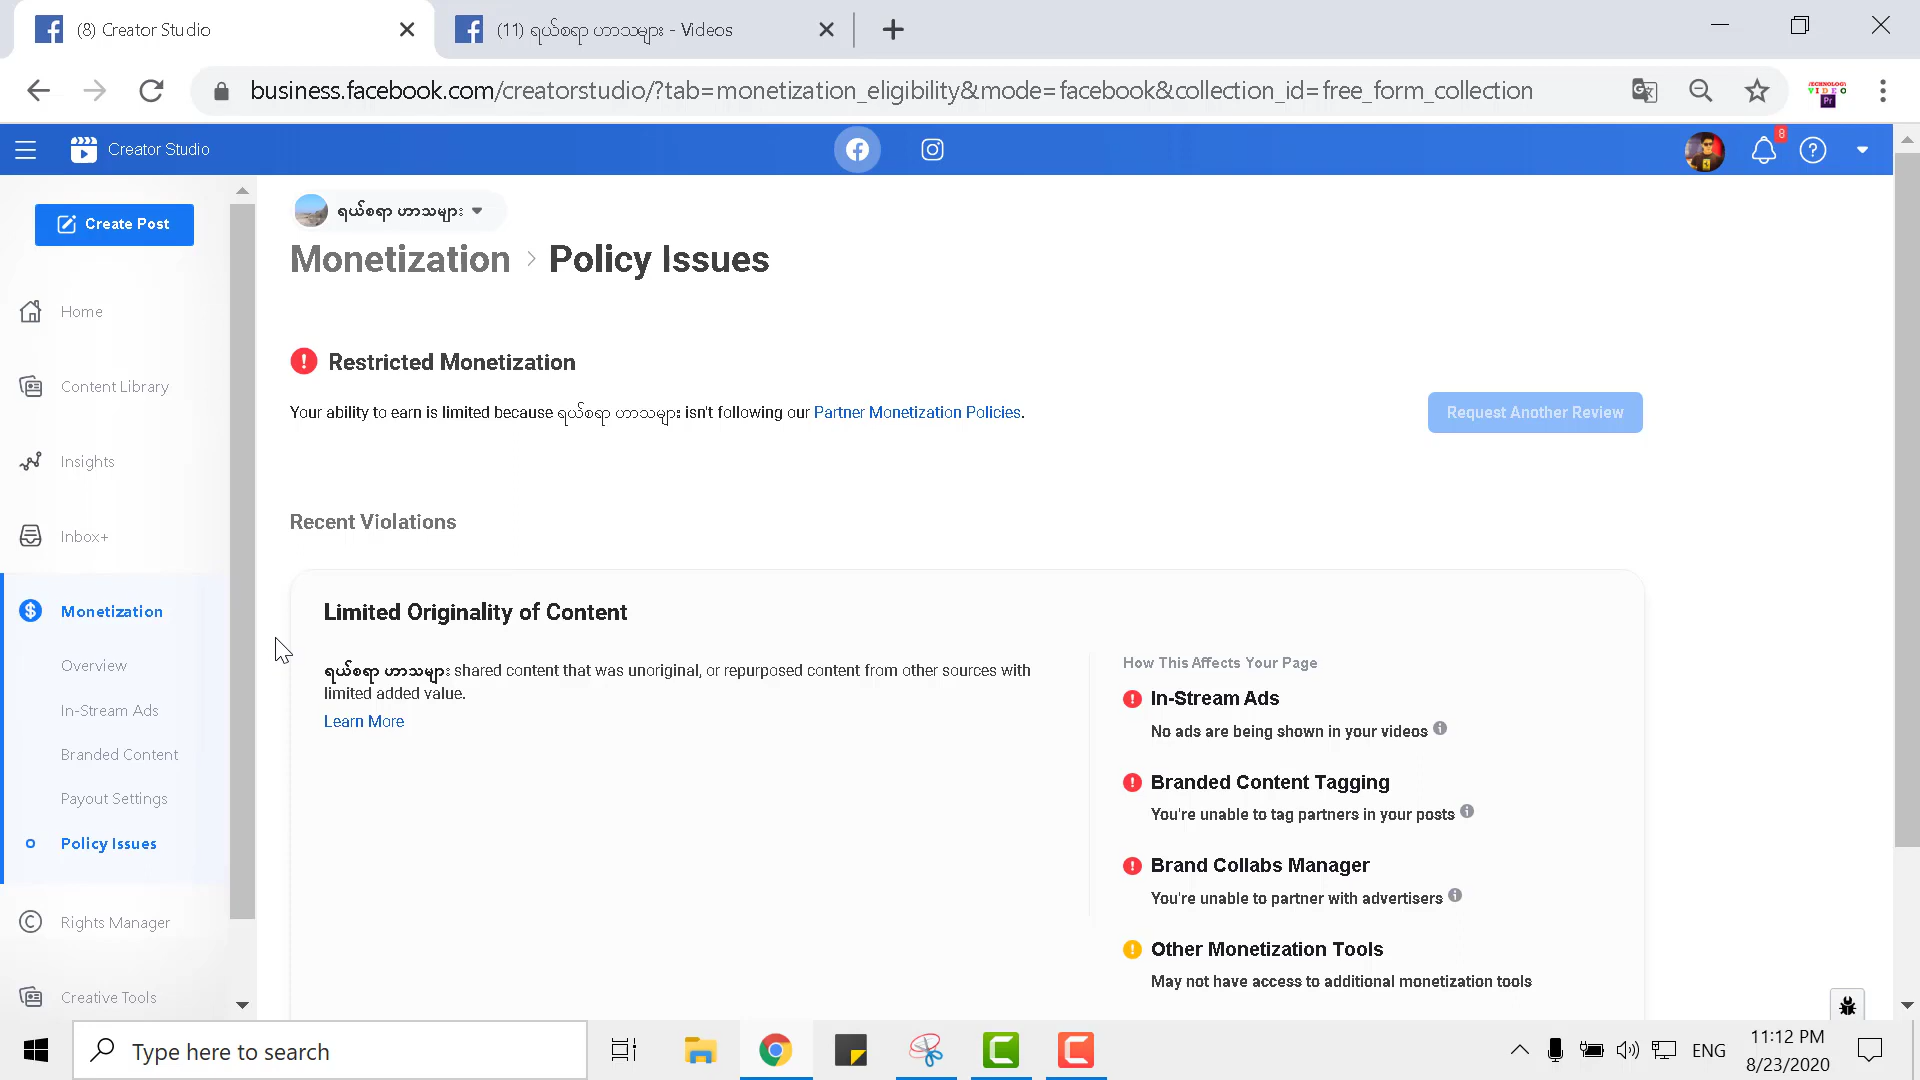 (8) Creator Studio
(11) ရယ်စရာ ဟာသများ - Videos
business.facebook.com/creatorstudio/?tab=monetization_eligibility&mode=facebook&collection_id=free_form_collection
TECHNOLOGY
VIDEO
Pr
Creator Studio
8
Create Post
ရယ်စရာ ဟာသများ
Monetization > Policy Issues
Home
Restricted Monetization
Content Library
Your ability to earn is limited because ရယ်စရာ ဟာသများ isn't following our Partner Monetization Policies.
Request Another Review
Insights
Recent Violations
Inbox+
Monetization
Limited Originality of Content
Overview
ရယ်စရာ ဟာသများ shared content that was unoriginal, or repurposed content from other sources with
limited added value.
Learn More
How This Affects Your Page
In-Stream Ads
No ads are being shown in your videos
In-Stream Ads
Branded Content
Payout Settings
Policy Issues
Branded Content Tagging
You're unable to tag partners in your posts
Brand Collabs Manager
You're unable to partner with advertisers
Rights Manager
Other Monetization Tools
May not have access to additional monetization tools
Creative Tools
Type here to search
ENG
11:12 PM
8/23/2020